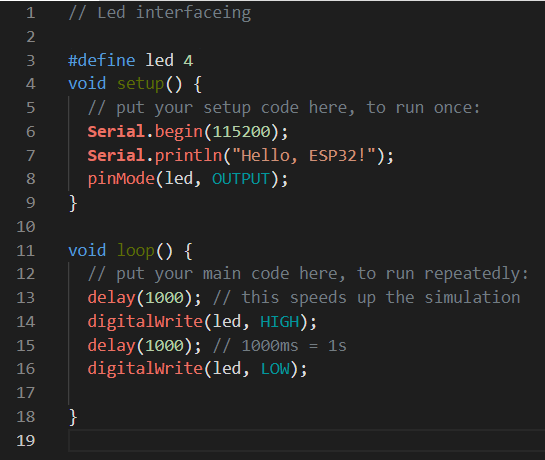 1 // Led interfaceing
2
3 #define led 4
4 void setup() {
5   // put your setup code here, to run once:
6   Serial.begin(115200);
7   Serial.println("Hello, ESP32!");
8   pinMode(led, OUTPUT);
9 }
10
11 void loop() {
12   // put your main code here, to run repeatedly:
13   delay(1000); // this speeds up the simulation
14   digitalWrite(led, HIGH);
15   delay(1000); // 1000ms = 1s
16   digitalWrite(led, LOW);
17
18 }
19